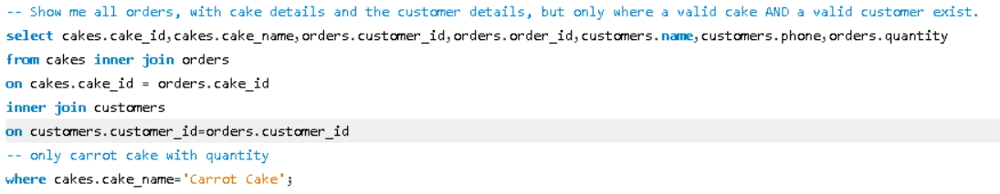 -- Show me all orders, with cake details and the customer details, but only where a valid cake AND a valid customer exist.
select cakes.cake_id,cakes.cake_name,orders.customer_id,orders.order_id,customers.name,customers.phone,orders.quantity
from cakes inner join orders
on cakes.cake_id = orders.cake_id
inner join customers
on customers.customer_id=orders.customer_id
-- only carrot cake with quantity
where cakes.cake_name='Carrot Cake';